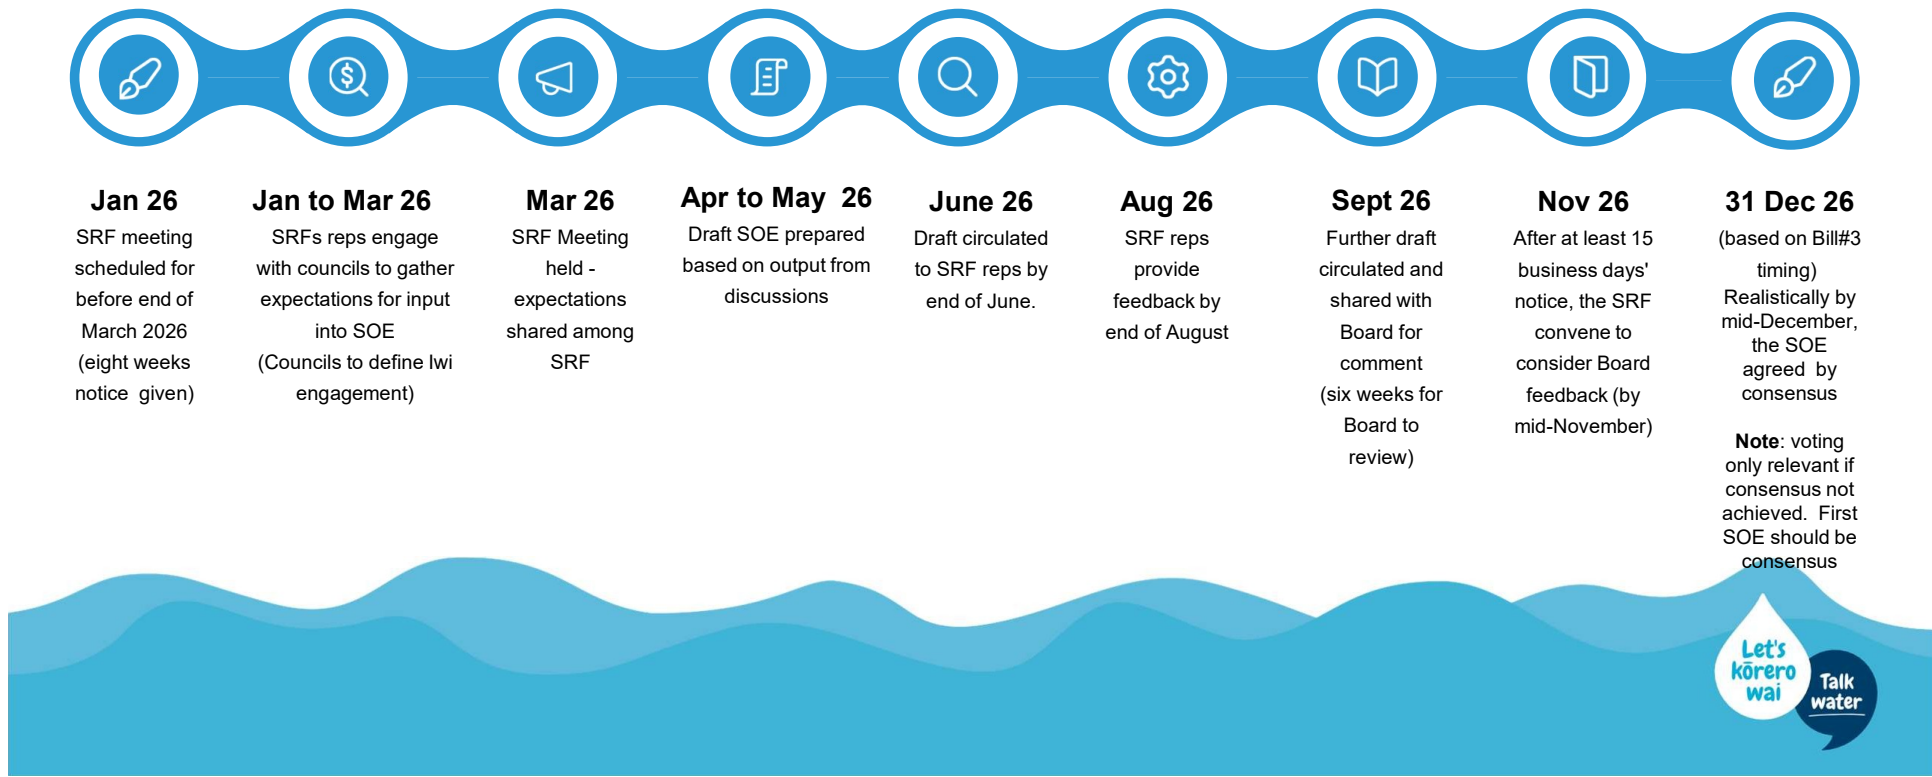 Jan 26
SRF meeting
scheduled for
before end of
March 2026
(eight weeks
notice given)
Jan to Mar 26
SRFs reps engage
with councils to gather
expectations for input
into SOE
(Councils to define Iwi
engagement)
Mar 26
SRF Meeting
held -
expectations
shared among
SRF
Apr to May 26
Draft SOE prepared
based on output from
discussions
June 26
Draft circulated
to SRF reps by
end of June.
Aug 26
SRF reps
provide
feedback by
end of August
Sept 26
Further draft
circulated and
shared with
Board for
comment
(six weeks for
Board to
review)
Nov 26
After at least 15
business days'
notice, the SRF
convene to
consider Board
feedback (by
mid-November)
31 Dec 26
(based on Bill#3
timing)
Realistically by
mid-December,
the SOE
agreed by
consensus
Note: voting
only relevant if
consensus not
achieved. First
SOE should be
consensus
Let's
kōrero
wai
Talk
water